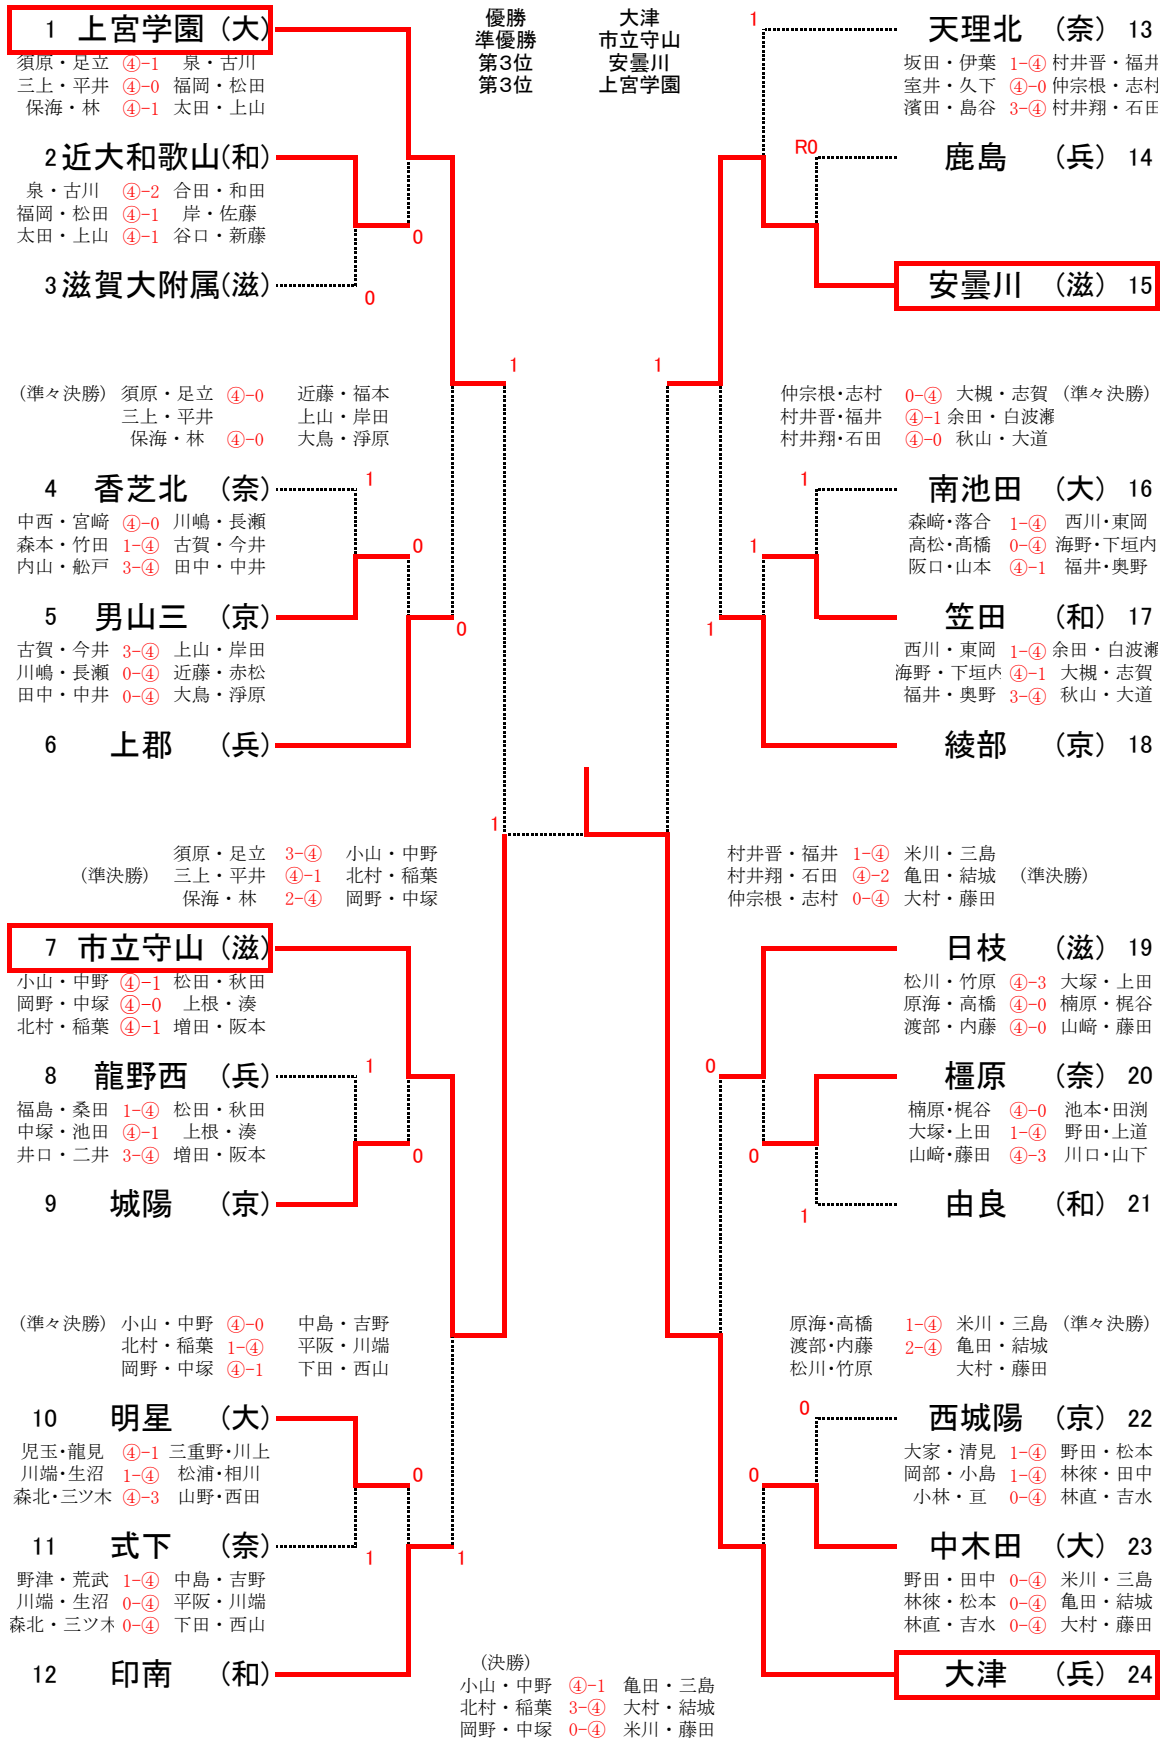 優勝 大津
準優勝 市立守山
第3位 安曇川
第3位 上宮学園
1 上宮学園 (大)
須原・足立 ④-1 泉・古川
三上・平井 ④-0 福岡・松田
保海・林 ④-1 太田・上山
2 近大和歌山(和)
泉・古川 ④-2 合田・和田
福岡・松田 ④-1 岸・佐藤
太田・上山 ④-1 谷口・新藤
0
3 滋賀大附属(滋)
0
1
(準々決勝) 須原・足立 ④-0 近藤・福本
三上・平井 上山・岸田
保海・林 ④-0 大鳥・淨原
4 香芝北 (奈)
1
中西・宮﨑 ④-0 川嶋・長瀬
森本・竹田 1-④ 古賀・今井
内山・舩戸 3-④ 田中・中井
0
5 男山三 (京)
0
古賀・今井 3-④ 上山・岸田
川嶋・長瀬 0-④ 近藤・赤松
田中・中井 0-④ 大鳥・淨原
6 上郡 (兵)
1
須原・足立 3-④ 小山・中野
(準決勝) 三上・平井 ④-1 北村・稲葉
保海・林 2-④ 岡野・中塚
7 市立守山 (滋)
小山・中野 ④-1 松田・秋田
岡野・中塚 ④-0 上根・湊
北村・稲葉 ④-1 増田・阪本
8 龍野西 (兵)
1
福島・桑田 1-④ 松田・秋田
中塚・池田 ④-1 上根・湊
井口・二井 3-④ 増田・阪本
0
9 城陽 (京)
(準々決勝) 小山・中野 ④-0 中島・吉野
北村・稲葉 1-④ 平阪・川端
岡野・中塚 ④-1 下田・西山
10 明星 (大)
児玉・龍見 ④-1 三重野・川上
川端・生沼 1-④ 松浦・相川
森北・三ツ木 ④-3 山野・西田
0
11 式下 (奈)
1
1
野津・荒武 1-④ 中島・吉野
川端・生沼 0-④ 平阪・川端
森北・三ツ木 0-④ 下田・西山
12 印南 (和)
(決勝)
小山・中野 ④-1 亀田・三島
北村・稲葉 3-④ 大村・結城
岡野・中塚 0-④ 米川・藤田
1
天理北 (奈) 13
坂田・伊葉 1-④ 村井晋・福井
室井・久下 ④-0 仲宗根・志村
濱田・島谷 3-④ 村井翔・石田
R0
鹿島 (兵) 14
安曇川 (滋) 15
1
仲宗根・志村 0-④ 大槻・志賀 (準々決勝)
村井晋・福井 ④-1 余田・白波瀬
村井翔・石田 ④-0 秋山・大道
1
南池田 (大) 16
森﨑・落合 1-④ 西川・東岡
高松・髙橋 0-④ 海野・下垣内
阪口・山本 ④-1 福井・奥野
1
笠田 (和) 17
1
西川・東岡 1-④ 余田・白波瀬
海野・下垣内 ④-1 大槻・志賀
福井・奥野 3-④ 秋山・大道
綾部 (京) 18
村井晋・福井 1-④ 米川・三島
村井翔・石田 ④-2 亀田・結城 (準決勝)
仲宗根・志村 0-④ 大村・藤田
日枝 (滋) 19
松川・竹原 ④-3 大塚・上田
原海・高橋 ④-0 楠原・梶谷
渡部・内藤 ④-0 山﨑・藤田
0
橿原 (奈) 20
楠原・梶谷 ④-0 池本・田渕
大塚・上田 1-④ 野田・上道
山﨑・藤田 ④-3 川口・山下
0
由良 (和) 21
1
原海・高橋 1-④ 米川・三島 (準々決勝)
渡部・内藤 2-④ 亀田・結城
松川・竹原 大村・藤田
0
西城陽 (京) 22
大家・清見 1-④ 野田・松本
岡部・小島 1-④ 林徠・田中
小林・亘 0-④ 林直・吉水
0
中木田 (大) 23
野田・田中 0-④ 米川・三島
林徠・松本 0-④ 亀田・結城
林直・吉水 0-④ 大村・藤田
大津 (兵) 24